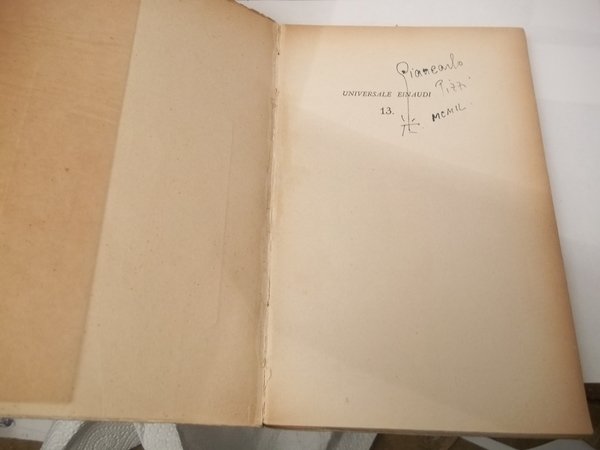 Giancarlo
Pizzi
UNIVERSALE EINAUDI
13.
MCMIL